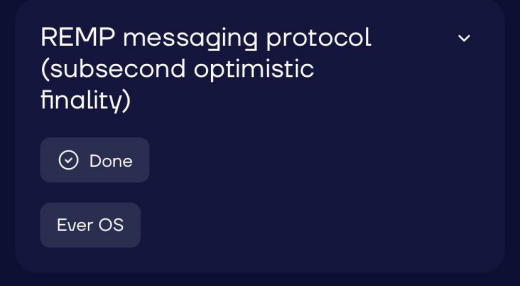 REMP messaging protocol
(subsecond optimistic
finality)
Done
Ever OS